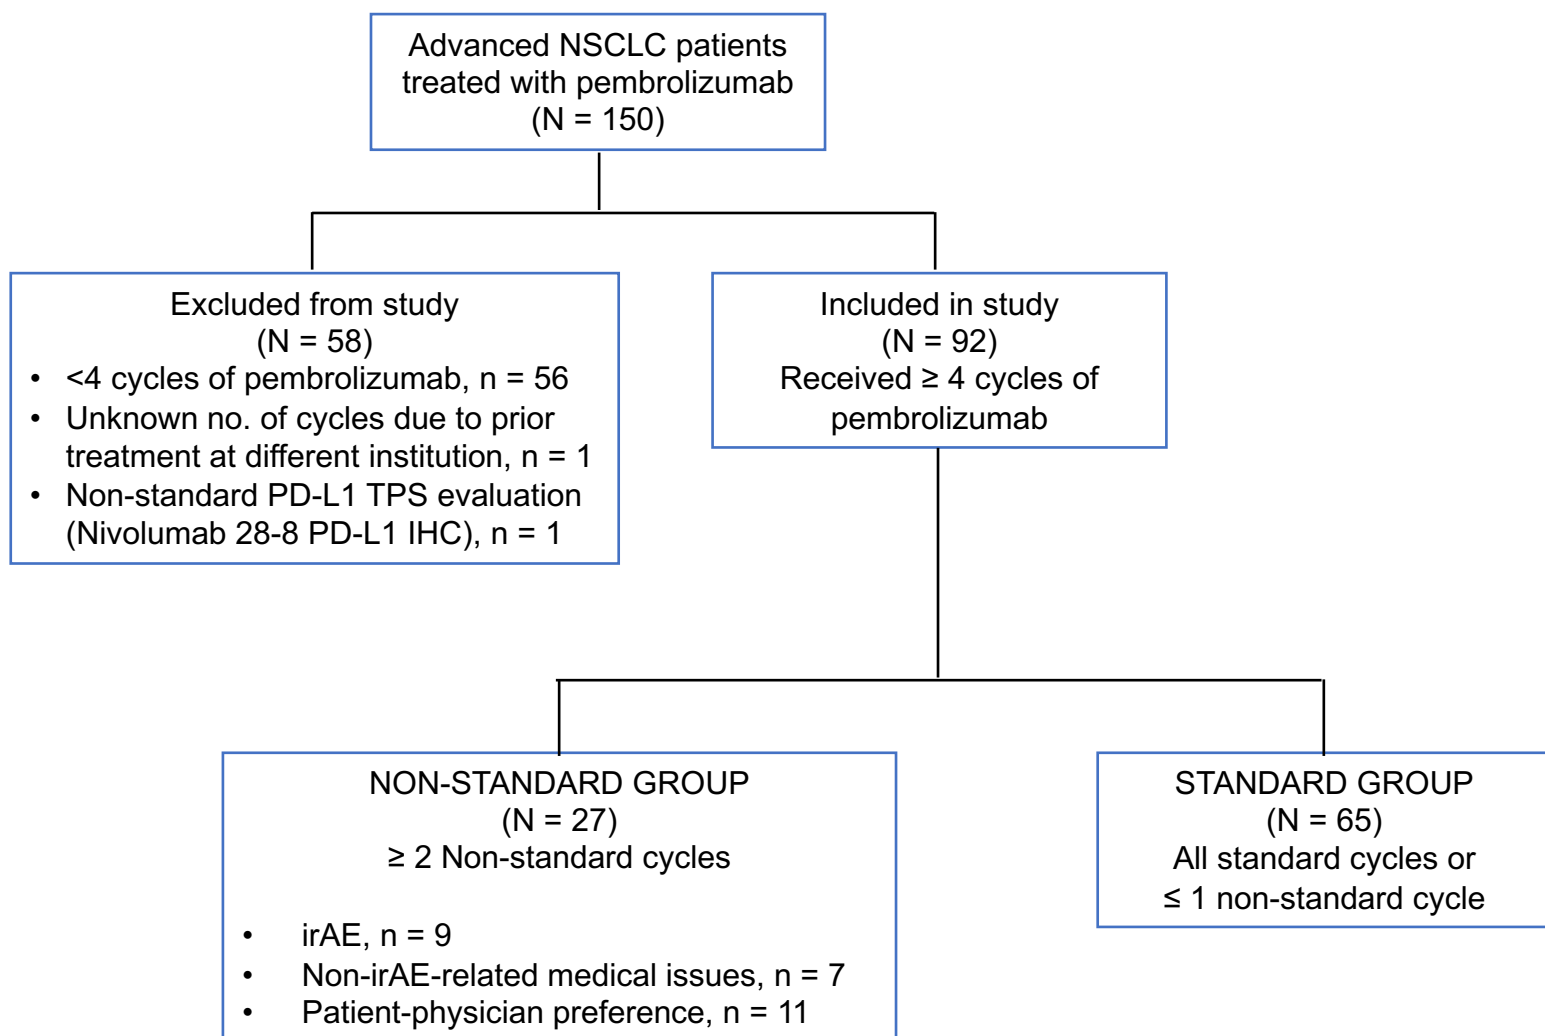 Advanced NSCLC patients
treated with pembrolizumab
(N = 150)
Excluded from study
(N = 58)
• <4 cycles of pembrolizumab, n = 56
• Unknown no. of cycles due to prior
treatment at different institution, n = 1
• Non-standard PD-L1 TPS evaluation
(Nivolumab 28-8 PD-L1 IHC), n = 1
Included in study
(N = 92)
Received ≥ 4 cycles of
pembrolizumab
NON-STANDARD GROUP
(N = 27)
≥ 2 Non-standard cycles
• irAE, n = 9
• Non-irAE-related medical issues, n = 7
• Patient-physician preference, n = 11
STANDARD GROUP
(N = 65)
All standard cycles or
≤ 1 non-standard cycle